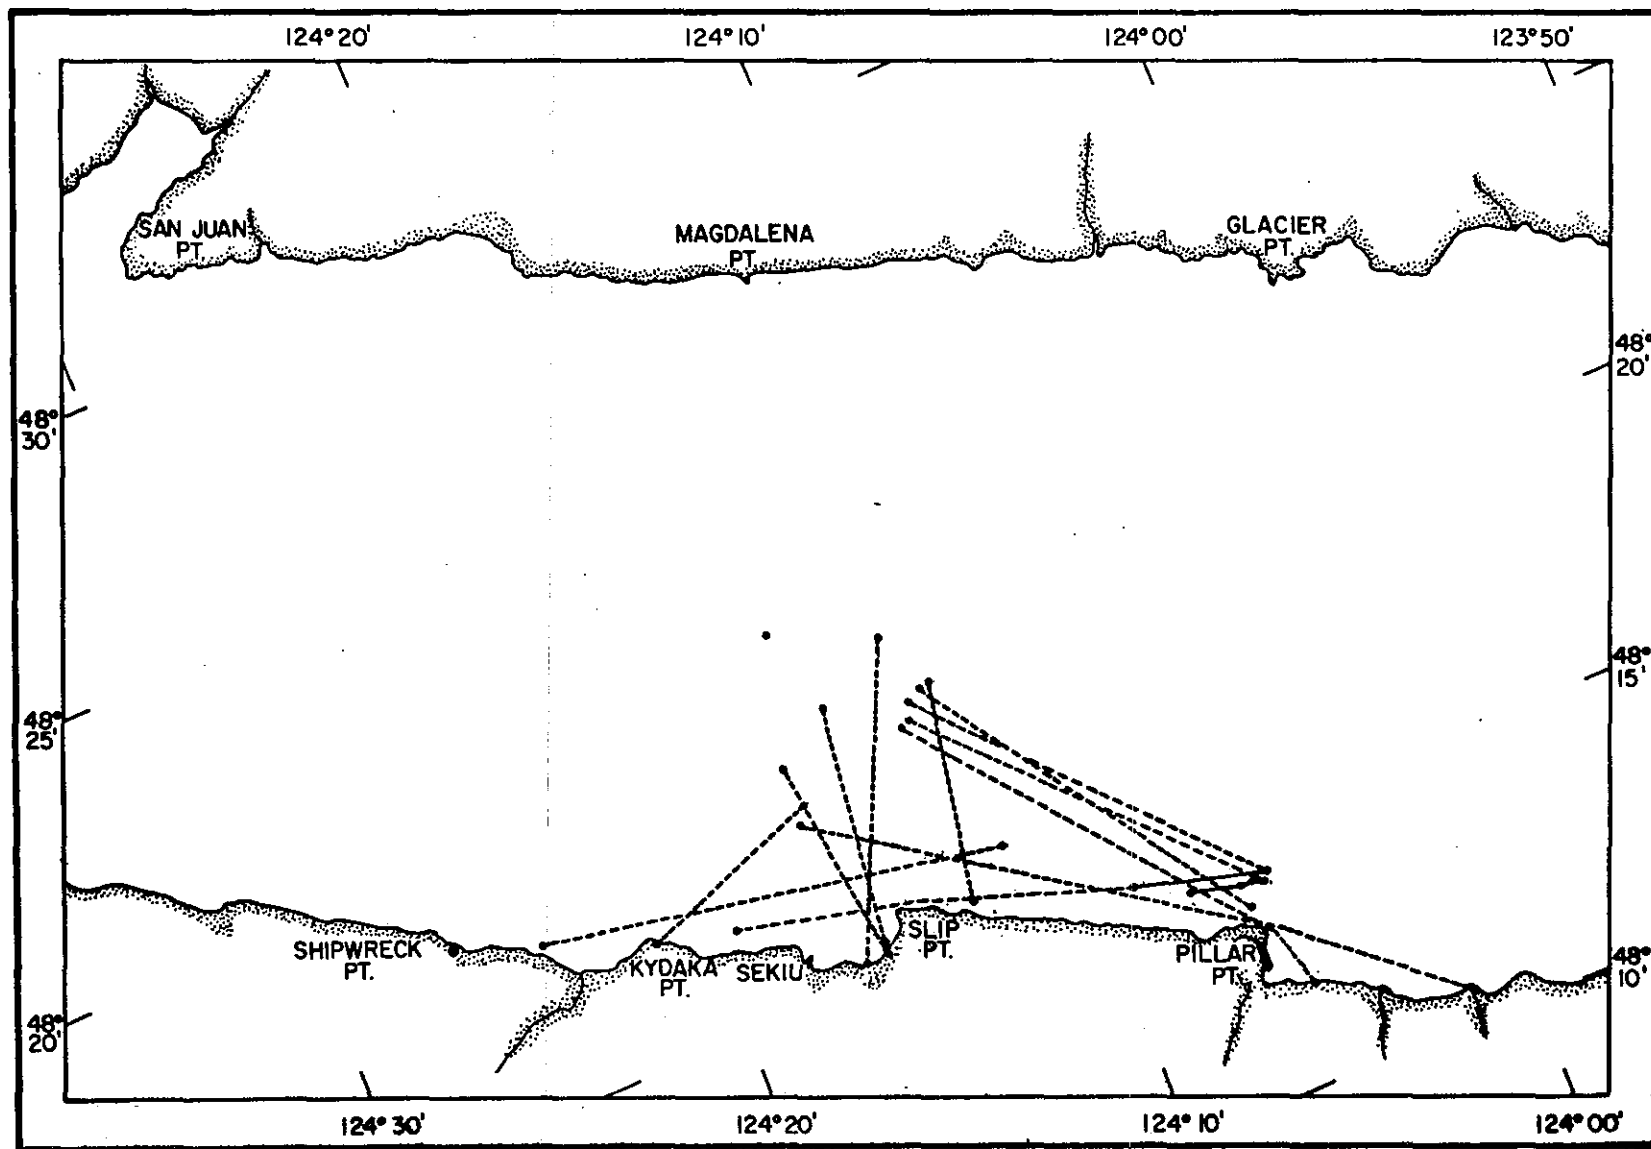 124°20' 124°10' 124°00' 123°50'
SAN JUAN
PT.
MAGDALENA
PT.
GLACIER
PT.
48°
20'
48°
30'
48°
15'
48°
25'
SHIPWRECK
PT.
KYDAKA
PT.
SEKIU
SLIP
PT.
PILLAR
PT.
48°
10'
48°
20'
124°30' 124°20' 124°10' 124°00'